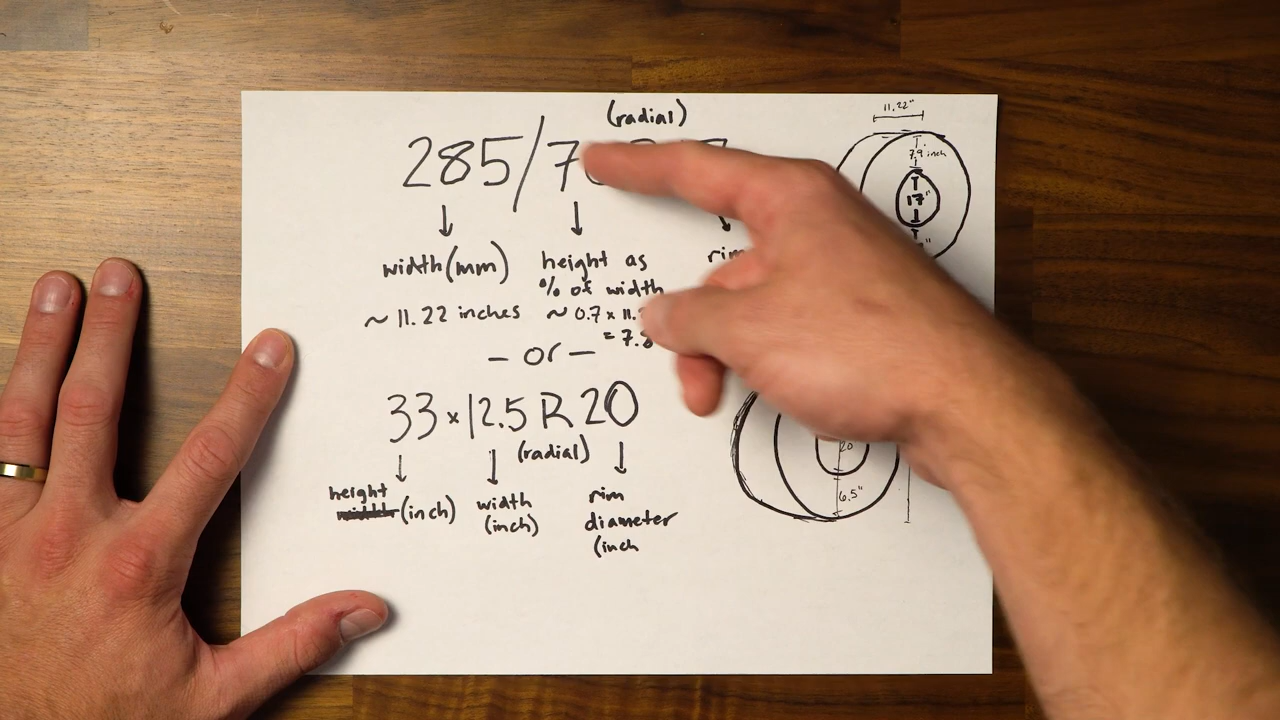 (radial)
285/7
width (mm)
height as
% of width
~ 11.22 inches
~ 0.7 x 11.
= 7.8
- or -
33 x 12.5 R 20
(radial)
height (inch)
width
(inch)
rim
diameter
(inch
11.22"
7.9 inch
17"
20
6.5"